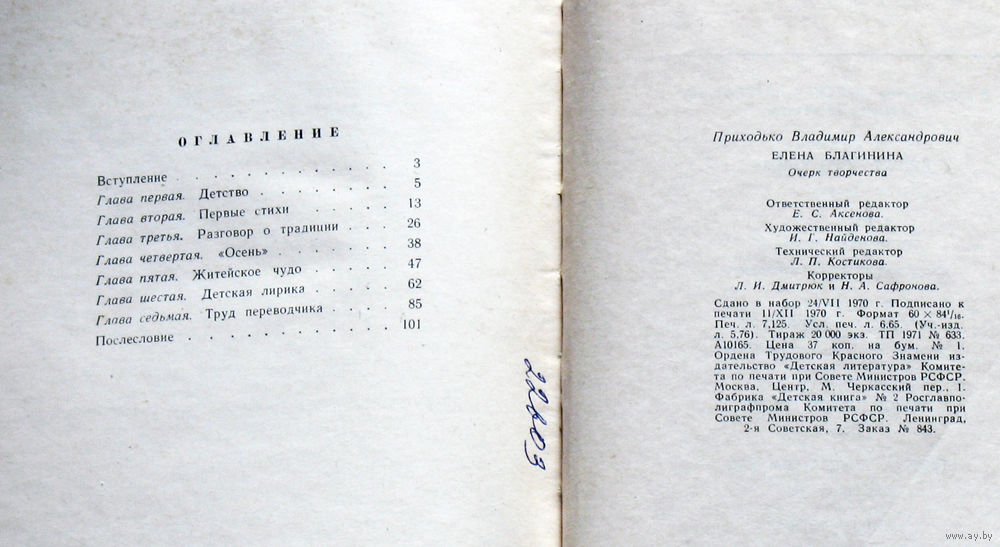 ОГЛАВЛЕНИЕ
Вступление . . . . . . . . . . . . 3
Глава первая. Детство . . . . . . . . 5
Глава вторая. Первые стихи . . . . . 13
Глава третья. Разговор о традиции . . . . 26
Глава четвертая. «Осень» . . . . . . . 38
Глава пятая. Житейское чудо . . . . . 47
Глава шестая. Детская лирика . . . . . 62
Глава седьмая. Труд переводчика . . . . 85
Послесловие . . . . . . . . . . . . 101
22603
Приходько Владимир Александрович
ЕЛЕНА БЛАГИНИНА
Очерк творчества
Ответственный редактор
Е. С. Аксенова.
Художественный редактор
И. Г. Найденова.
Технический редактор
Л. П. Костикова.
Корректоры
Л. И. Дмитрюк и Н. А. Сафронова.
Сдано в набор 24/VII 1970 г. Подписано к
печати 11/XII 1970 г. Формат 60 × 84¹/₁₆.
Печ. л. 7,125. Усл. печ. л. 6.65. (Уч.-изд.
л. 5,76). Тираж 20 000 экз. ТП 1971 № 633.
А10165. Цена 37 коп. на бум. № 1.
Ордена Трудового Красного Знамени из-
дательство «Детская литература» Комите-
та по печати при Совете Министров РСФСР.
Москва, Центр, М. Черкасский пер., 1.
Фабрика «Детская книга» № 2 Росглавпо-
лиграфпрома Комитета по печати при
Совете Министров РСФСР. Ленинград,
2-я Советская, 7. Заказ № 843.
www.ay.by